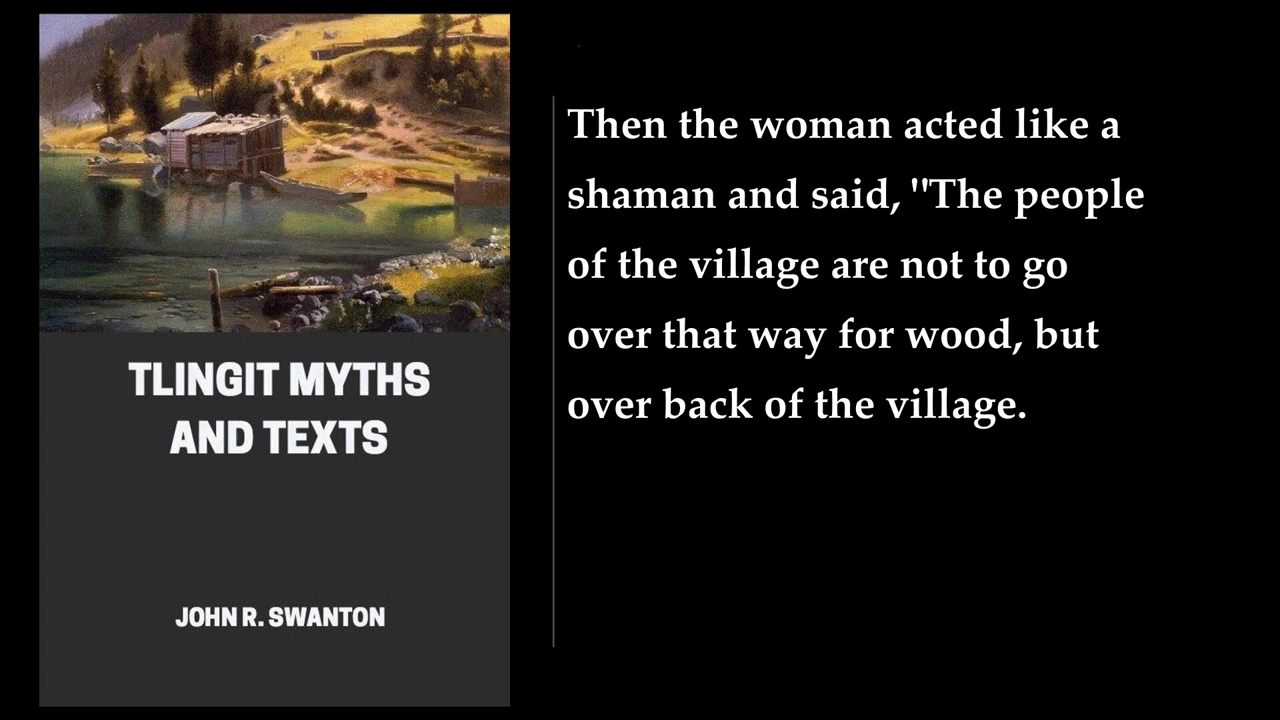 TLINGIT MYTHS
AND TEXTS
JOHN R. SWANTON
Then the woman acted like a
shaman and said, "The people
of the village are not to go
over that way for wood, but
over back of the village.